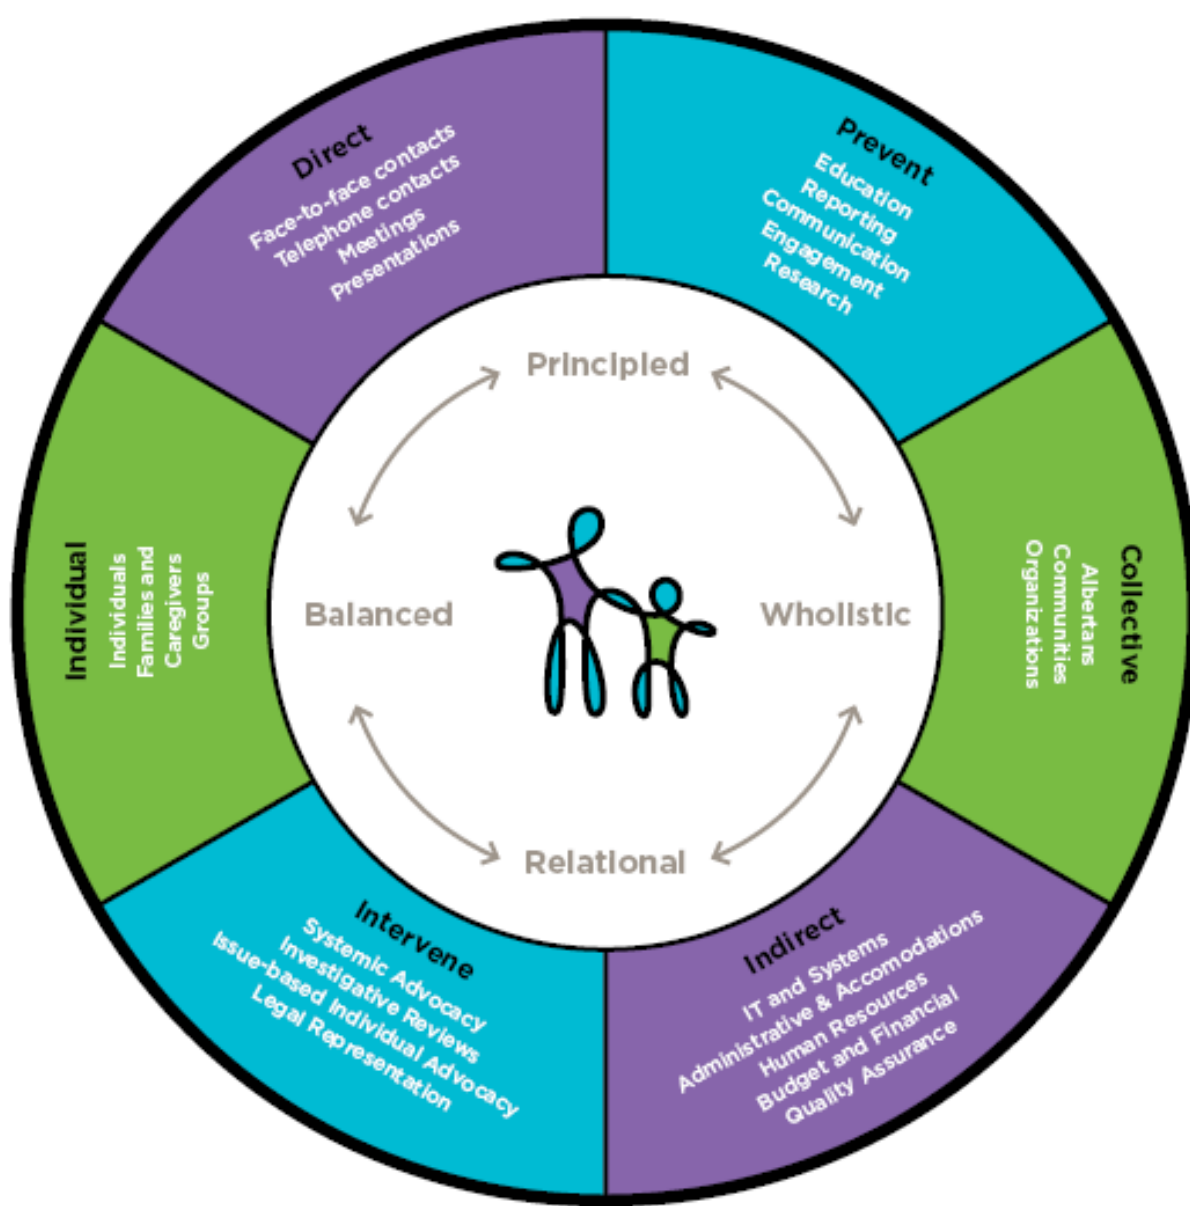 Direct
Face-to-face contacts
Telephone contacts
Meetings
Presentations
Prevent
Education
Reporting
Communication
Engagement
Research
Collective
Albertans
Communities
Organizations
Indirect
IT and Systems
Administrative & Accomodations
Human Resources
Budget and Financial
Quality Assurance
Intervene
Systemic Advocacy
Investigative Reviews
Issue-based Individual Advocacy
Legal Representation
Individual
Individuals
Families and
Caregivers
Groups
Principled
Balanced
Wholistic
Relational